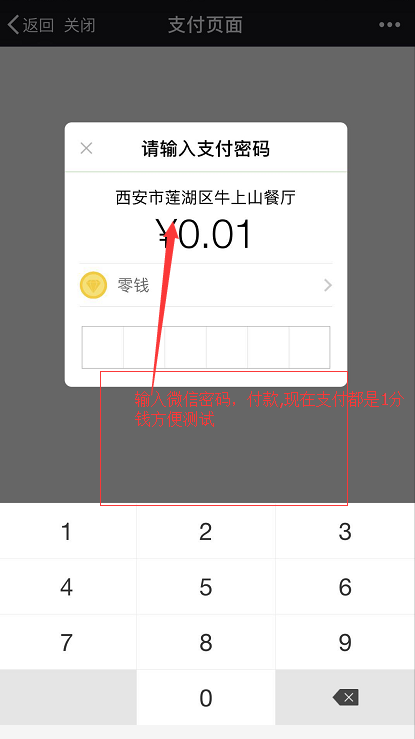 返回 关闭 支付页面
请输入支付密码
西安市莲湖区牛上山餐厅
¥0.01
零钱
输入微信密码，付款,现在支付都是1分
钱方便测试
1 2 3
4 5 6
7 8 9
0